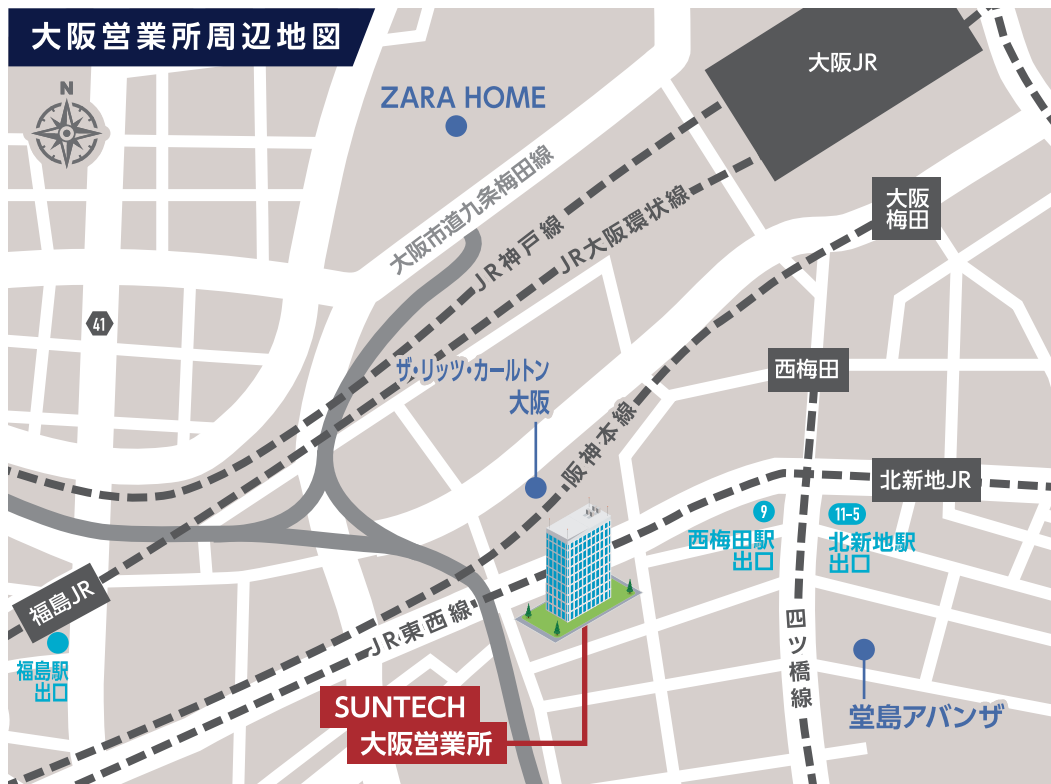 大阪営業所周辺地図
N
大阪JR
ZARA HOME
大阪市道九条梅田線
JR神戸線
JR大阪環状線
大阪
梅田
41
ザ・リッツ・カールトン
大阪
西梅田
阪神本線
北新地JR
9
西梅田駅
出口
11-5
北新地駅
出口
福島JR
福島駅
出口
JR東西線
四ツ橋線
堂島アバンザ
SUNTECH
大阪営業所